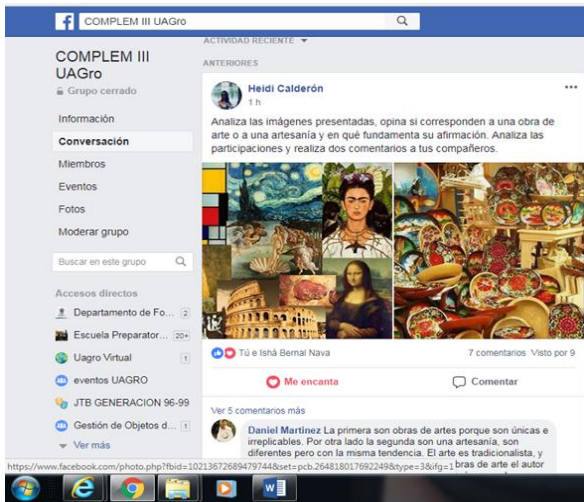 COMPLEM III UAGro
COMPLEM III
UAGro
Grupo cerrado
Información
Conversación
Miembros
Eventos
Fotos
Moderar grupo
Buscar en este grupo
Accesos directos
Departamento de Fo... 2
Escuela Preparator... 20+
Uagro Virtual 1
eventos UAGRO
JTB GENERACION 96-99
Gestión de Objetos d... 1
Ver más
ACTIVIDAD RECIENTE
ANTERIORES
Heidi Calderón
1 h
Analiza las imágenes presentadas, opina si corresponden a una obra de
arte o a una artesanía y en qué fundamenta su afirmación. Analiza las
participaciones y realiza dos comentarios a tus compañeros.
Tú e Ishá Bernal Nava
7 comentarios Visto por 9
Me encanta
Comentar
Ver 5 comentarios más
Daniel Martinez La primera son obras de artes porque son únicas e
irreplicables. Por otro lado la segunda son una artesanía, son
diferentes pero con la misma tendencia. El arte es tradicionalista, y
bras de arte el autor
https://www.facebook.com/photo.php?fbid=10213672689479744&set=pcb.264818017692249&type=3&ifg=1